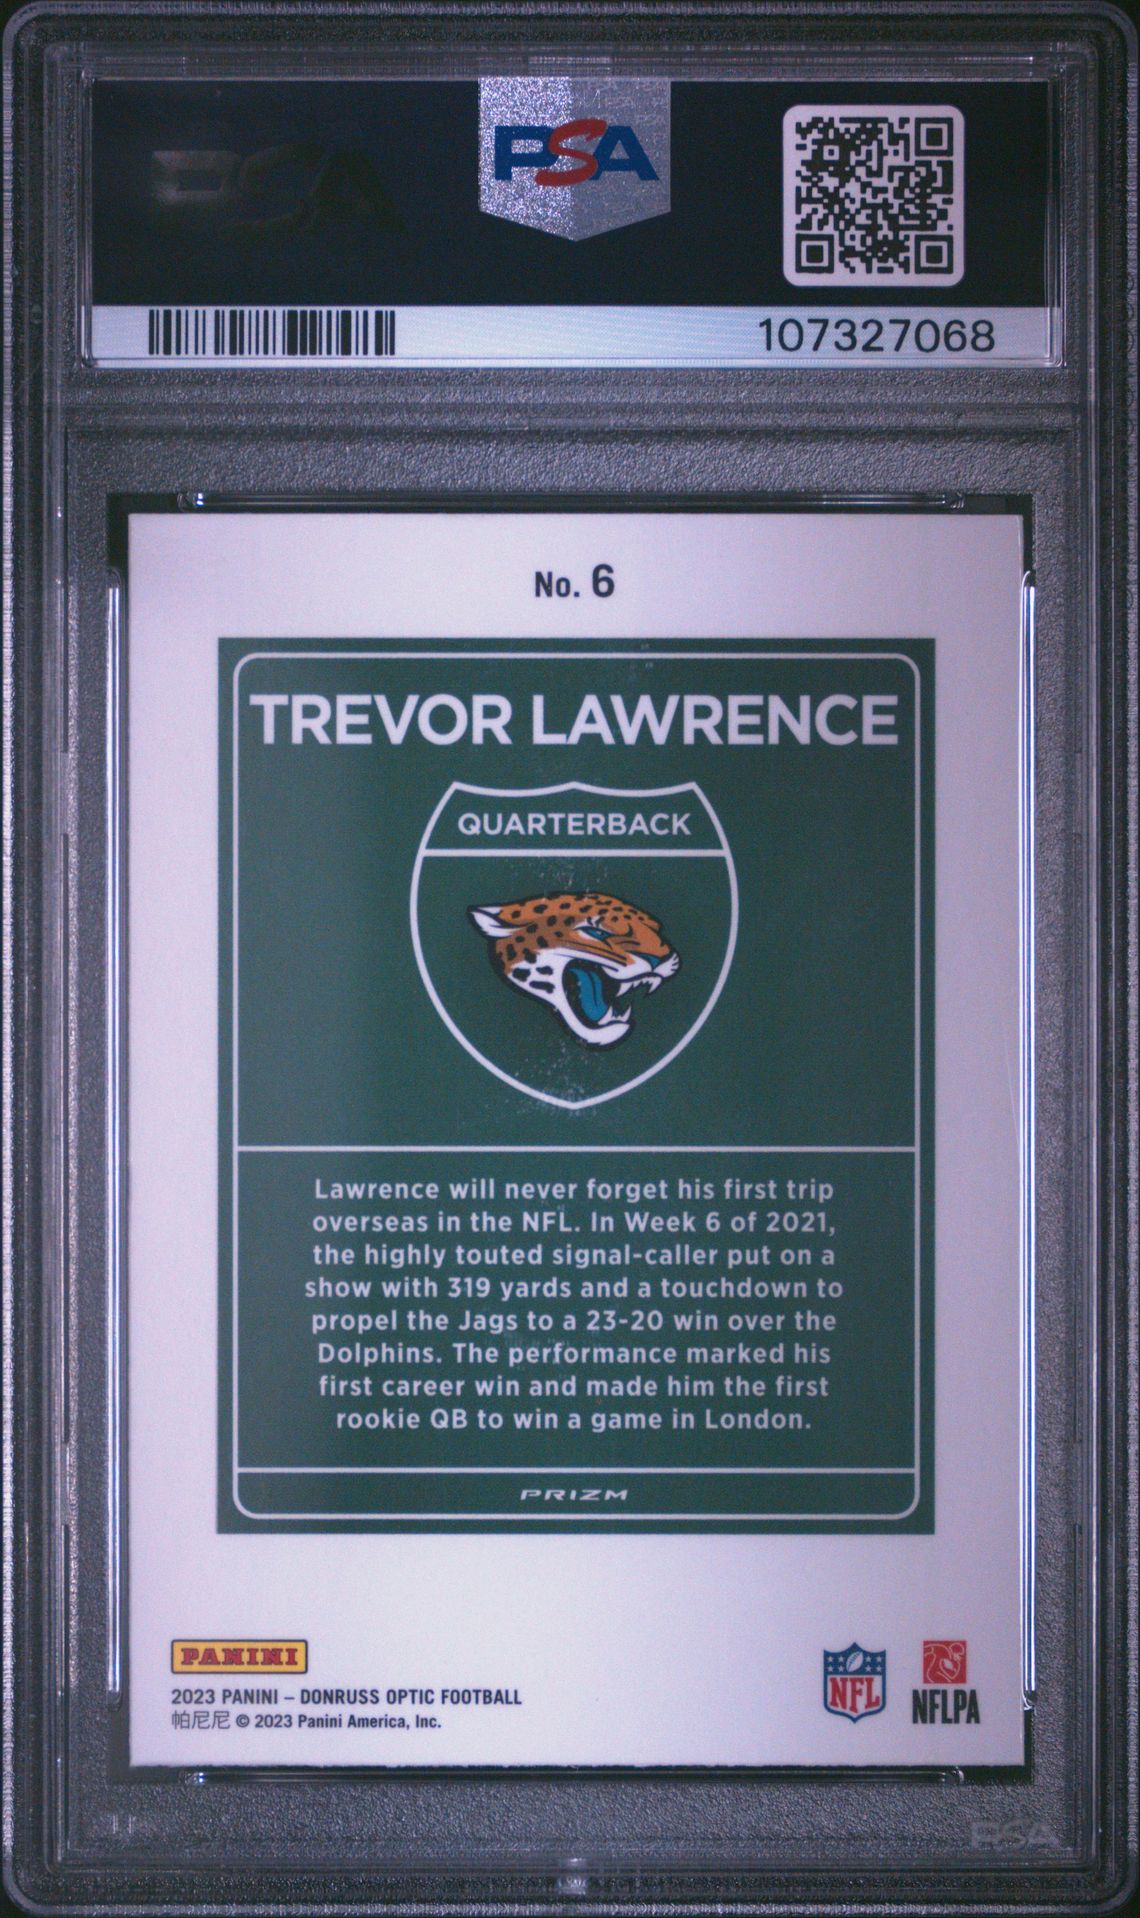 PSA
107327068
No. 6
TREVOR LAWRENCE
QUARTERBACK
Lawrence will never forget his first trip
overseas in the NFL. In Week 6 of 2021,
the highly touted signal-caller put on a
show with 319 yards and a touchdown to
propel the Jags to a 23-20 win over the
Dolphins. The performance marked his
first career win and made him the first
rookie QB to win a game in London.
PRIZM
PANINI
2023 PANINI – DONRUSS OPTIC FOOTBALL
帕尼尼 © 2023 Panini America, Inc.
NFL
NFLPA
PSA